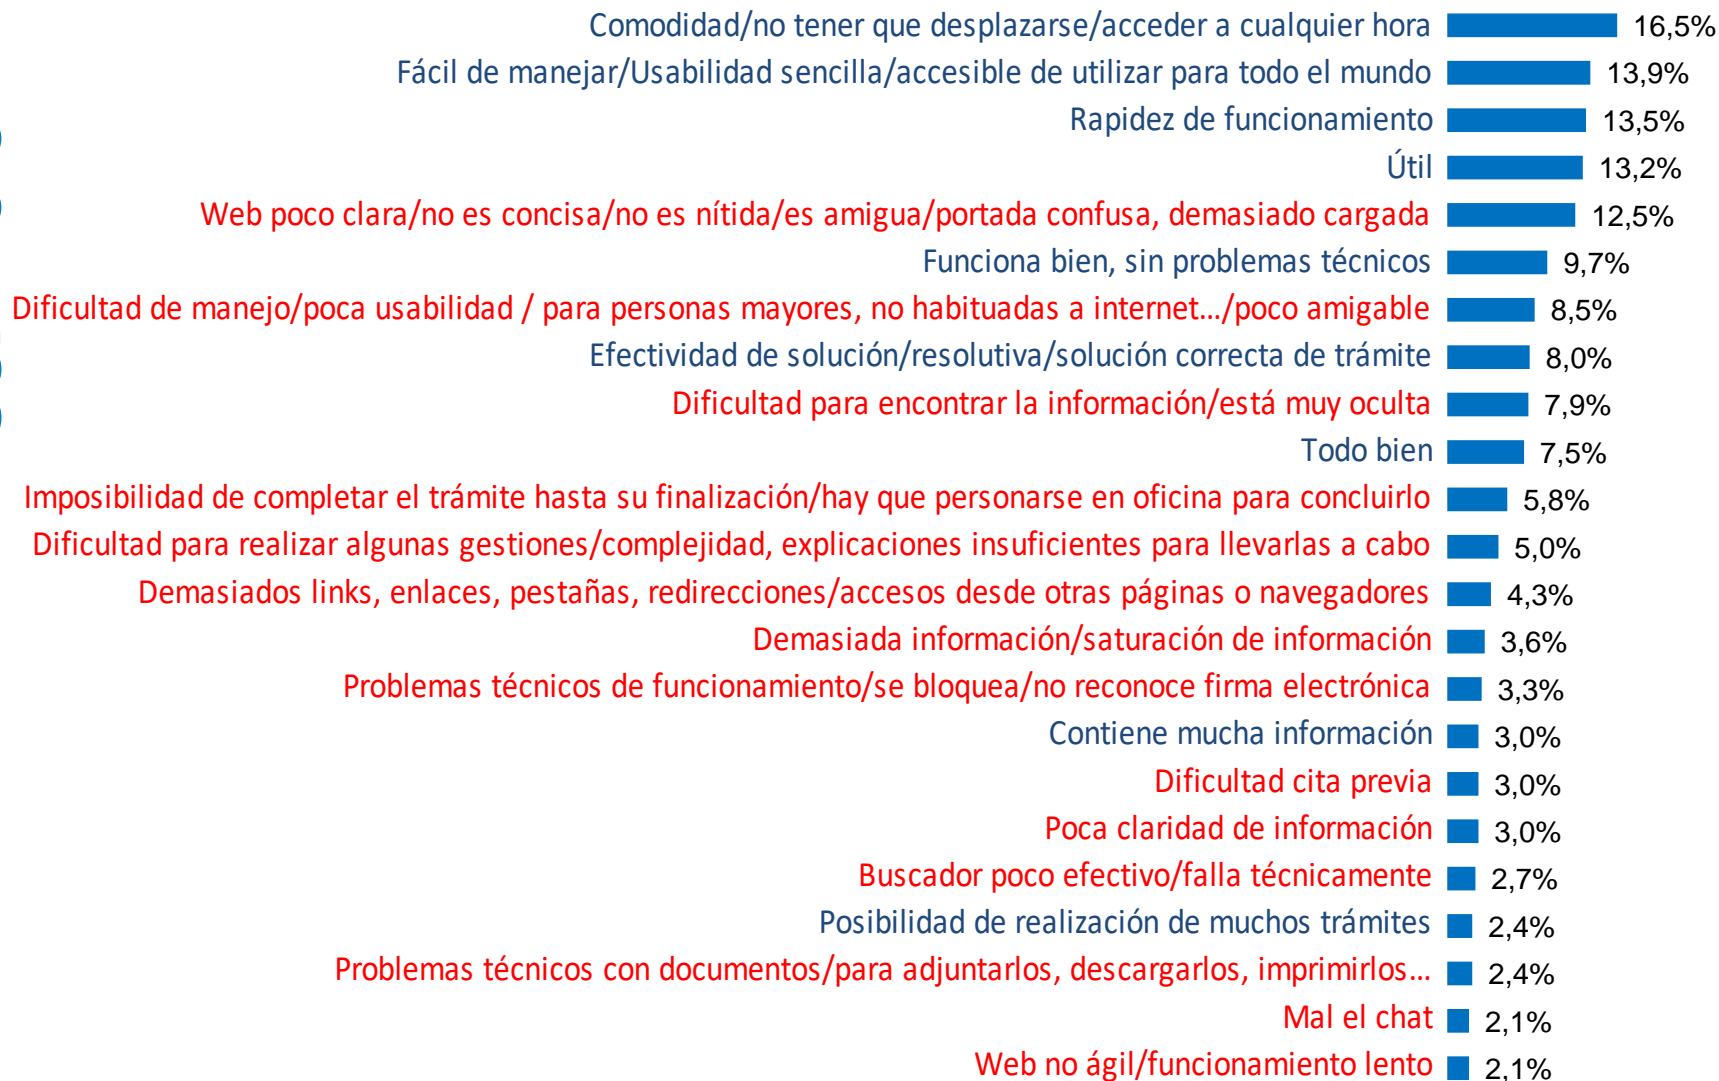 Comodidad/no tener que desplazarse/acceder a cualquier hora 16,5%
Fácil de manejar/Usabilidad sencilla/accesible de utilizar para todo el mundo 13,9%
Rapidez de funcionamiento 13,5%
Útil 13,2%
Web poco clara/no es concisa/no es nítida/es amigua/portada confusa, demasiado cargada 12,5%
Funciona bien, sin problemas técnicos 9,7%
Dificultad de manejo/poca usabilidad / para personas mayores, no habituadas a internet…/poco amigable 8,5%
Efectividad de solución/resolutiva/solución correcta de trámite 8,0%
Dificultad para encontrar la información/está muy oculta 7,9%
Todo bien 7,5%
Imposibilidad de completar el trámite hasta su finalización/hay que personarse en oficina para concluirlo 5,8%
Dificultad para realizar algunas gestiones/complejidad, explicaciones insuficientes para llevarlas a cabo 5,0%
Demasiados links, enlaces, pestañas, redirecciones/accesos desde otras páginas o navegadores 4,3%
Demasiada información/saturación de información 3,6%
Problemas técnicos de funcionamiento/se bloquea/no reconoce firma electrónica 3,3%
Contiene mucha información 3,0%
Dificultad cita previa 3,0%
Poca claridad de información 3,0%
Buscador poco efectivo/falla técnicamente 2,7%
Posibilidad de realización de muchos trámites 2,4%
Problemas técnicos con documentos/para adjuntarlos, descargarlos, imprimirlos… 2,4%
Mal el chat 2,1%
Web no ágil/funcionamiento lento 2,1%